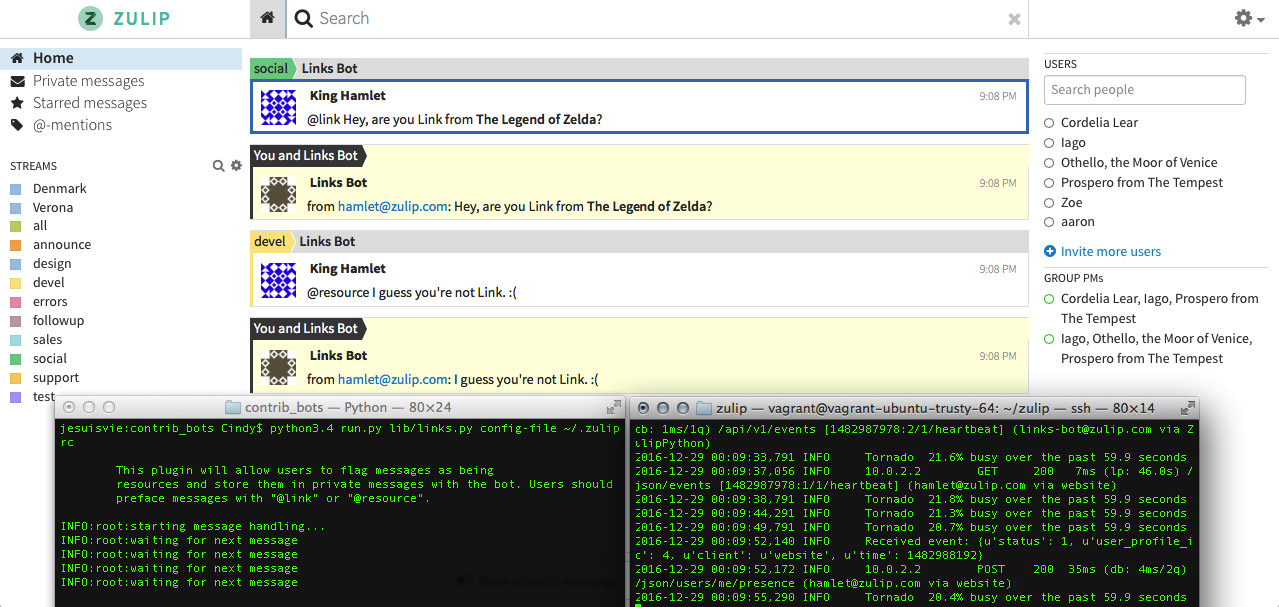 ZULIP
Search
Home
Private messages
Starred messages
@-mentions
STREAMS
Denmark
Verona
all
announce
design
devel
errors
followup
sales
social
support
test
social Links Bot
King Hamlet 9:08 PM
@link Hey, are you Link from The Legend of Zelda?
You and Links Bot
Links Bot 9:08 PM
from hamlet@zulip.com: Hey, are you Link from The Legend of Zelda?
devel Links Bot
King Hamlet 9:08 PM
@resource I guess you're not Link. :(
You and Links Bot
Links Bot 9:08 PM
from hamlet@zulip.com: I guess you're not Link. :(
USERS
Search people
Cordelia Lear
Iago
Othello, the Moor of Venice
Prospero from The Tempest
Zoe
aaron
Invite more users
GROUP PMs
Cordelia Lear, Iago, Prospero from
The Tempest
Iago, Othello, the Moor of Venice,
Prospero from The Tempest
contrib_bots — Python — 80×24
jesuisvie:contrib_bots Cindy$ python3.4 run.py lib/links.py config-file ~/.zulip
rc
This plugin will allow users to flag messages as being
resources and store them in private messages with the bot. Users should
preface messages with "@link" or "@resource".
INFO:root:starting message handling...
INFO:root:waiting for next message
INFO:root:waiting for next message
INFO:root:waiting for next message
INFO:root:waiting for next message
zulip — vagrant@vagrant-ubuntu-trusty-64: ~/zulip — ssh — 80×14
cb: 1ms/1q) /api/v1/events [1482987978:2/1/heartbeat] (links-bot@zulip.com via Z
ulipPython)
2016-12-29 00:09:33,791 INFO Tornado 21.6% busy over the past 59.9 seconds
2016-12-29 00:09:37,056 INFO 10.0.2.2 GET 200 7ms (lp: 46.0s) /
json/events [1482987978:1/1/heartbeat] (hamlet@zulip.com via website)
2016-12-29 00:09:38,791 INFO Tornado 21.8% busy over the past 59.9 seconds
2016-12-29 00:09:44,291 INFO Tornado 21.3% busy over the past 59.9 seconds
2016-12-29 00:09:49,791 INFO Tornado 20.7% busy over the past 59.9 seconds
2016-12-29 00:09:52,140 INFO Received event: {u'status': 1, u'user_profile_i
c': 4, u'client': u'website', u'time': 1482988192}
2016-12-29 00:09:52,172 INFO 10.0.2.2 POST 200 35ms (db: 4ms/2q)
/json/users/me/presence (hamlet@zulip.com via website)
2016-12-29 00:09:55,290 INFO Tornado 20.4% busy over the past 59.9 seconds